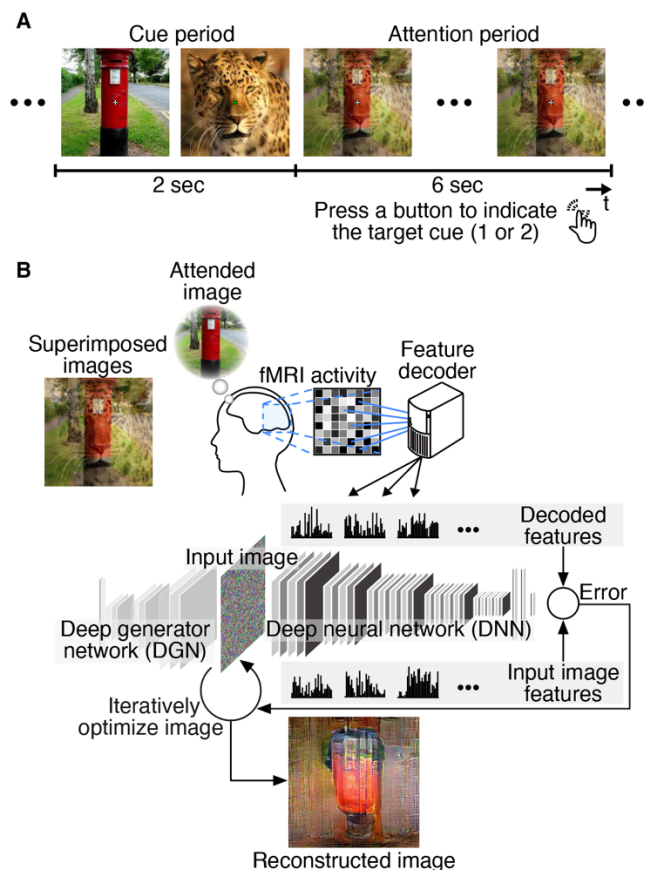 A
Cue period
Attention period
2 sec
6 sec
t
Press a button to indicate
the target cue (1 or 2)
B
Attended
image
Superimposed
images
fMRI activity
Feature
decoder
Decoded
features
Input image
Error
Deep generator
network (DGN)
Deep neural network (DNN)
Input image
features
Iteratively
optimize image
Reconstructed image